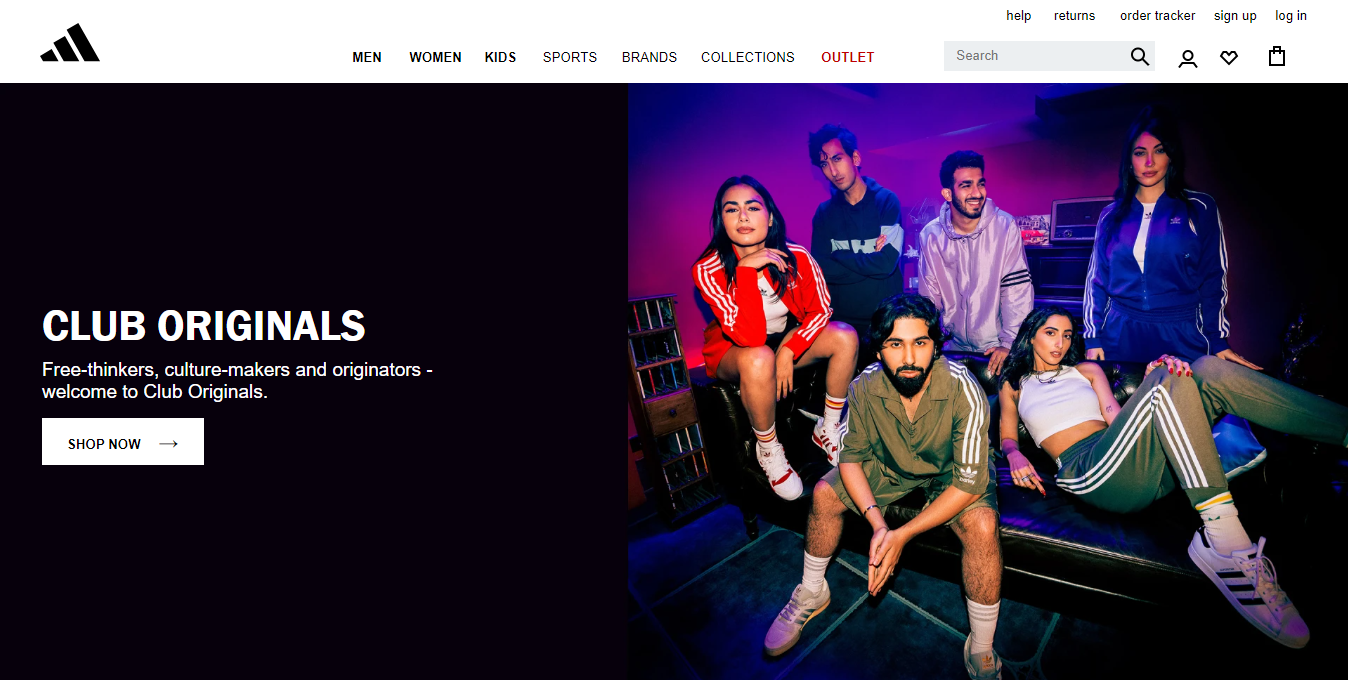 help returns order tracker sign up log in
MEN WOMEN KIDS SPORTS BRANDS COLLECTIONS OUTLET Search
CLUB ORIGINALS
Free-thinkers, culture-makers and originators -
welcome to Club Originals.
SHOP NOW